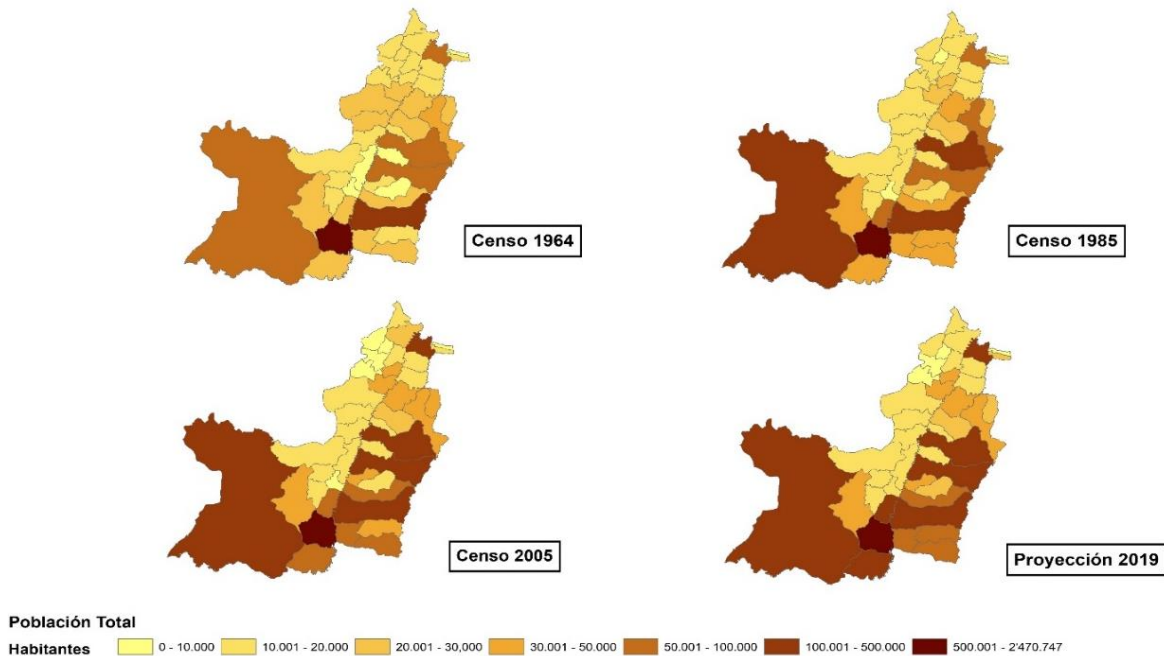 Censo 1964
Censo 1985
Censo 2005
Proyección 2019
Población Total
Habitantes 0 - 10.000 10.001 - 20.000 20.001 - 30,000 30.001 - 50.000 50.001 - 100.000 100.001 - 500.000 500.001 - 2'470.747